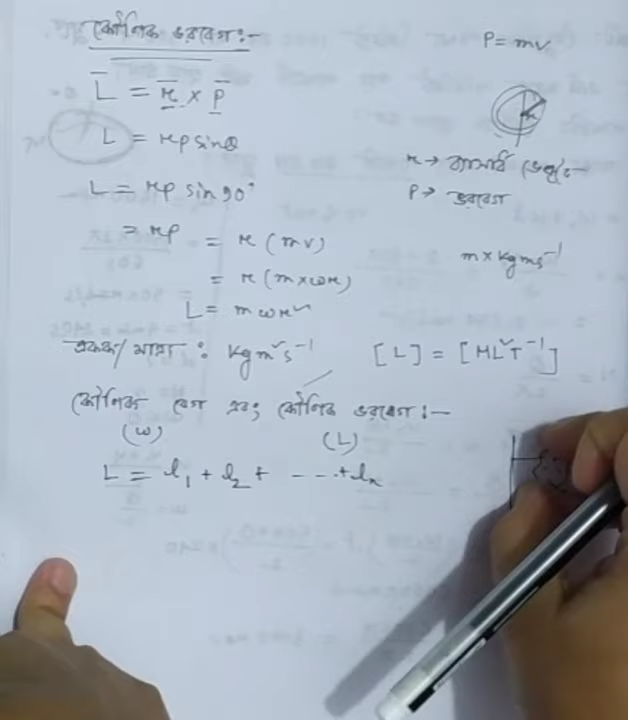 কৌনিক ভরবেগঃ-
P = mv
L̅ = r̅ × p̅
L = rp sinθ
r → ব্যাসার্ধ
L = rp sin 90°
P → ভরবেগ
= rp = r (mv)
m × kgms⁻¹
= r (m×ωr)
L = mωr²
একক/মাত্রা : kgm²s⁻¹ [L] = [ML²T⁻¹]
কৌনিক বেগ এবং কৌনিক ভরবেগ :-
(ω) (L)
L = l₁ + l₂ + --- + lₙ